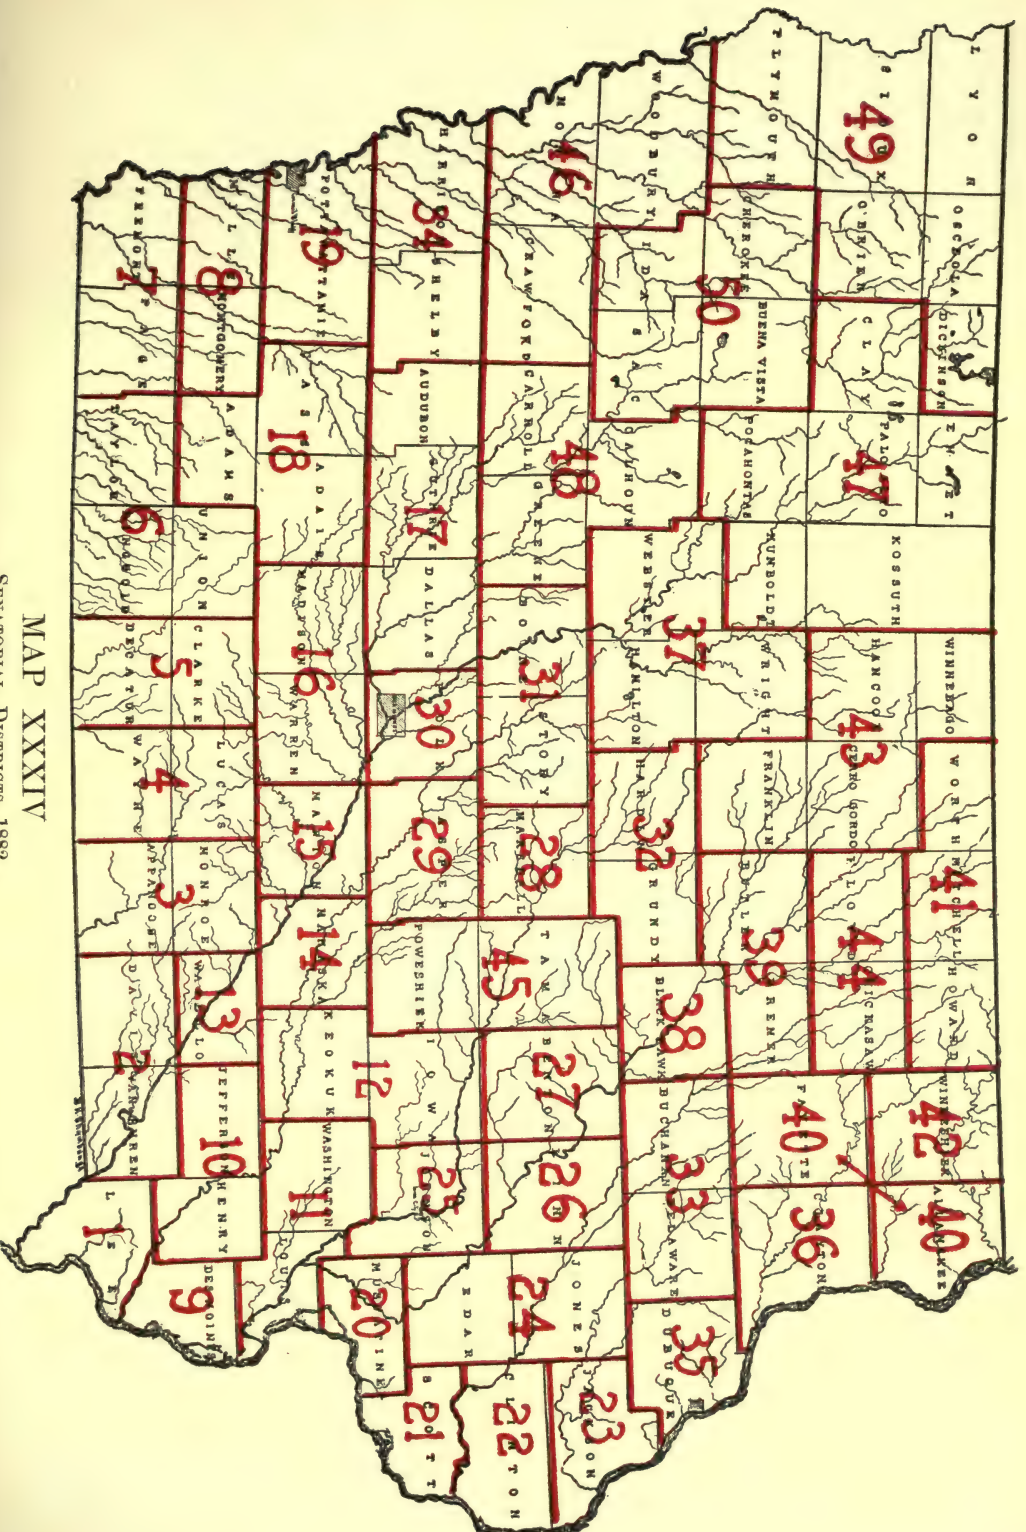 LYON
OSCEOLA
DICKINSON
EMMET
KOSSUTH
WINNEBAGO
WORTH
MITCHELL
HOWARD
WINNESHIEK
ALLAMAKEE
49
41
42
40
SIOUX
O'BRIEN
CLAY
PALO ALTO
47
HANCOCK
43
CERRO GORDO
FLOYD
44
CHICKASAW
PLYMOUTH
CHEROKEE
50
BUENA VISTA
POCAHONTAS
HUMBOLDT
WRIGHT
FRANKLIN
BUTLER
39
BREMER
FAYETTE
40
CLAYTON
36
WOODBURY
IDA
SAC
CALHOUN
WEBSTER
37
HAMILTON
HARDIN
32
GRUNDY
BLACK HAWK
38
BUCHANAN
33
DELAWARE
DUBUQUE
35
MONONA
46
CRAWFORD
CARROLL
48
GREENE
BOONE
31
STORY
MARSHALL
28
TAMA
45
BENTON
27
LINN
26
JONES
24
JACKSON
23
HARRISON
34
SHELBY
AUDUBON
GUTHRIE
17
DALLAS
POLK
30
JASPER
29
POWESHIEK
IOWA
JOHNSON
25
CEDAR
CLINTON
22
SCOTT
21
POTTAWATTAMIE
19
CASS
18
ADAIR
MADISON
16
WARREN
MARION
15
MAHASKA
14
KEOKUK
12
WASHINGTON
11
LOUISA
MUSCATINE
20
MILLS
8
MONTGOMERY
ADAMS
UNION
CLARKE
LUCAS
MONROE
WAPELLO
13
JEFFERSON
10
HENRY
DES MOINES
9
FREMONT
7
PAGE
TAYLOR
6
RINGGOLD
DECATUR
5
WAYNE
4
APPANOOSE
3
DAVIS
2
VAN BUREN
LEE
1
MAP XXXIV
SENATORIAL DISTRICTS, 1882